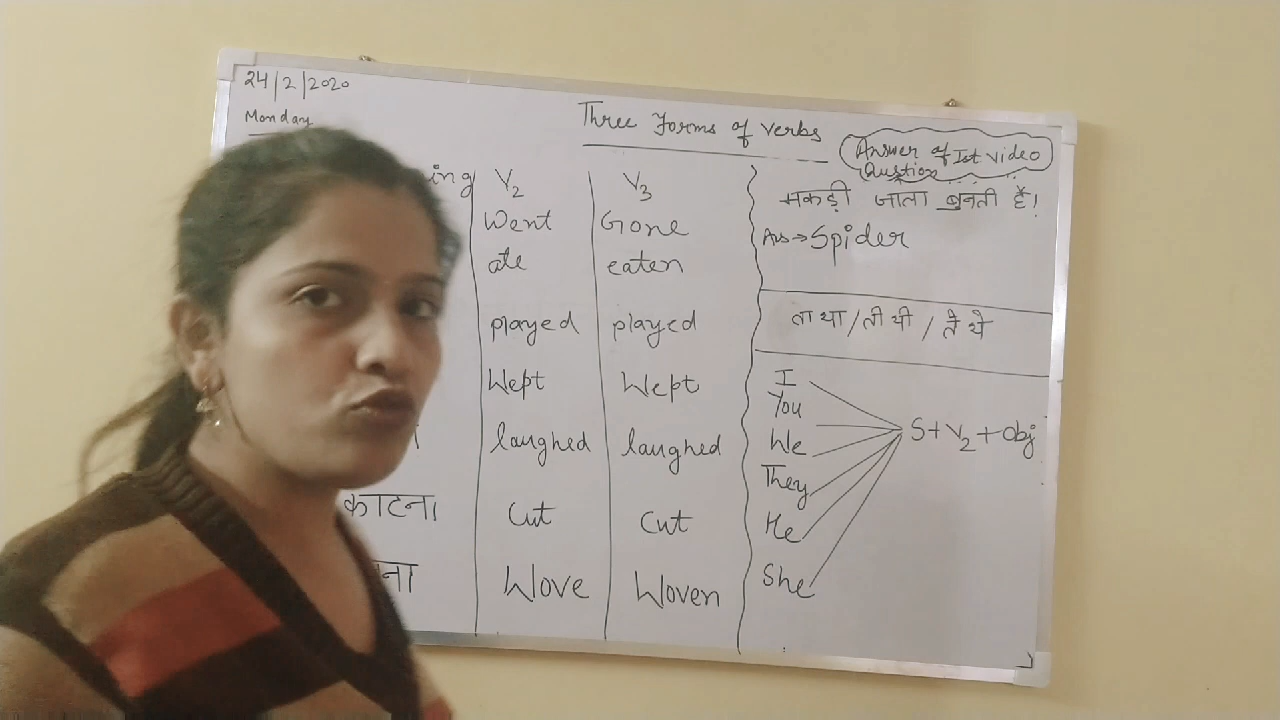 24/2/2020
Monday
Three Forms of Verbs
Answer of Ist video
Qustion
मकड़ी जाला बुनती है!
Ans → Spider
ता था / ती थी / ते थे
I
You
We
They
He
She
S + V2 + Obj
ing V2 V3
Went Gone
ate eaten
played played
Wept Wept
laughed laughed
काटना Cut Cut
ना Wove Woven